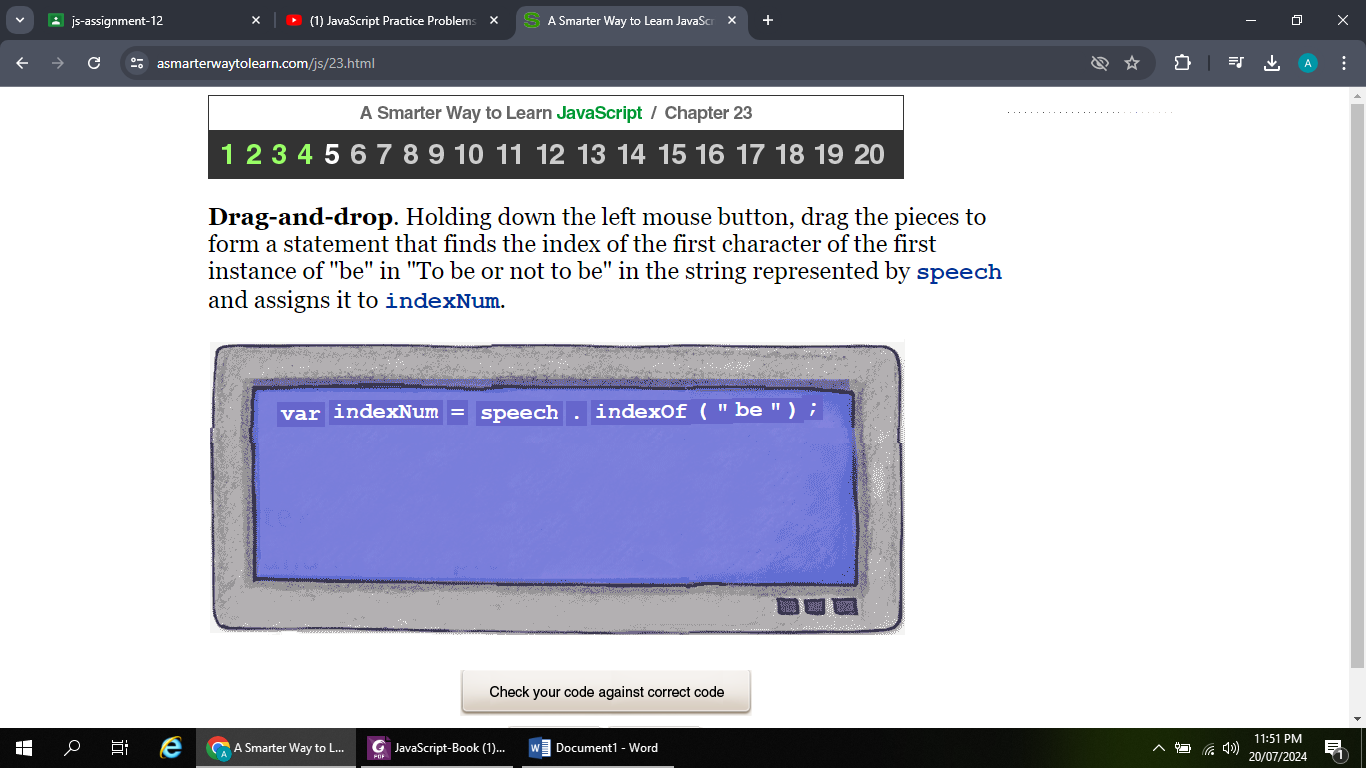 js-assignment-12
(1) JavaScript Practice Problems
A Smarter Way to Learn JavaSc
asmarterwaytolearn.com/js/23.html
A
A Smarter Way to Learn JavaScript / Chapter 23
1 2 3 4 5 6 7 8 9 10 11 12 13 14 15 16 17 18 19 20
Drag-and-drop. Holding down the left mouse button, drag the pieces to
form a statement that finds the index of the first character of the first
instance of "be" in "To be or not to be" in the string represented by speech
and assigns it to indexNum.
var indexNum = speech . indexOf ( " be " ) ;
Check your code against correct code
A Smarter Way to L...
JavaScript-Book (1)...
Document1 - Word
11:51 PM
20/07/2024
1